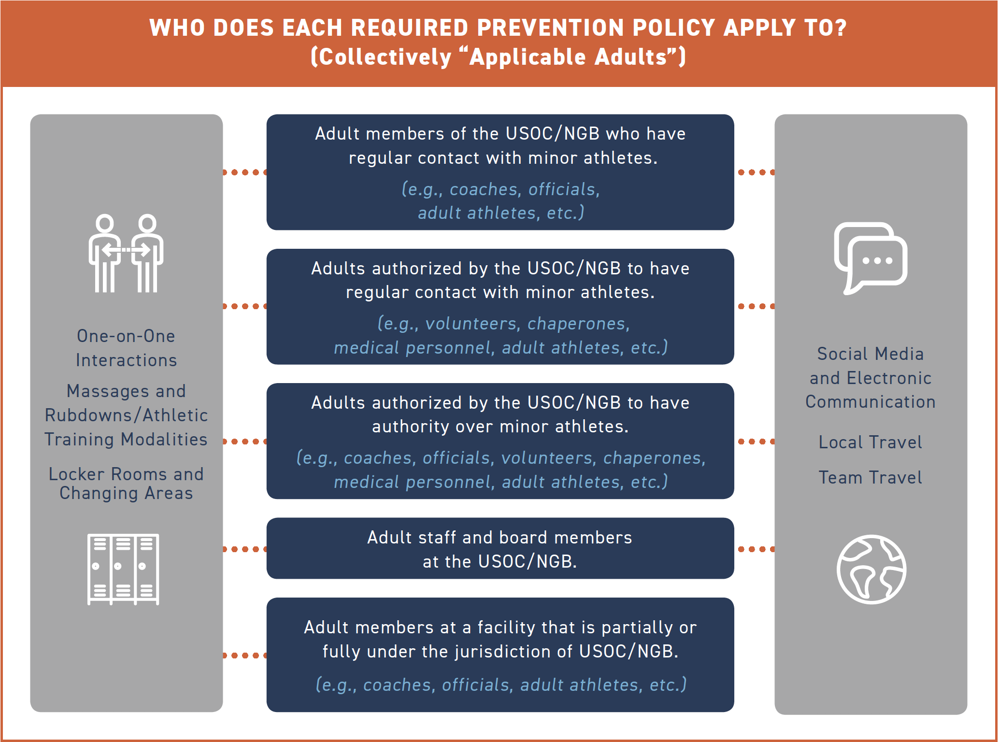 WHO DOES EACH REQUIRED PREVENTION POLICY APPLY TO?
(Collectively “Applicable Adults”)
One-on-One
Interactions
Massages and
Rubdowns/Athletic
Training Modalities
Locker Rooms and
Changing Areas
Adult members of the USOC/NGB who have
regular contact with minor athletes.
(e.g., coaches, officials,
adult athletes, etc.)
Adults authorized by the USOC/NGB to have
regular contact with minor athletes.
(e.g., volunteers, chaperones,
medical personnel, adult athletes, etc.)
Adults authorized by the USOC/NGB to have
authority over minor athletes.
(e.g., coaches, officials, volunteers, chaperones,
medical personnel, adult athletes, etc.)
Adult staff and board members
at the USOC/NGB.
Adult members at a facility that is partially or
fully under the jurisdiction of USOC/NGB.
(e.g., coaches, officials, adult athletes, etc.)
Social Media
and Electronic
Communication
Local Travel
Team Travel